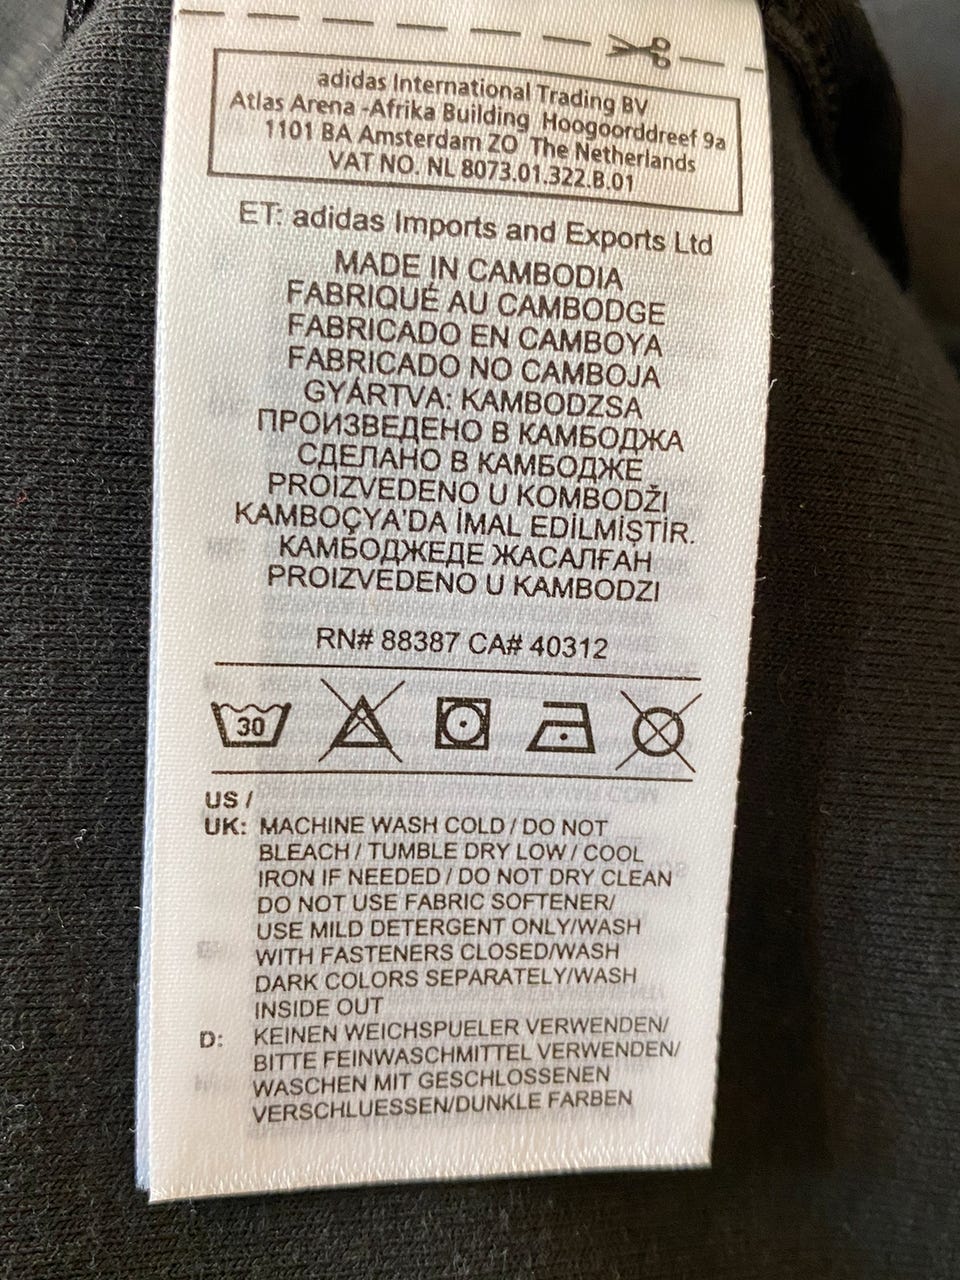 adidas International Trading BV
Atlas Arena -Afrika Building Hoogoorddreef 9a
1101 BA Amsterdam ZO The Netherlands
VAT NO. NL 8073.01.322.B.01
ET: adidas Imports and Exports Ltd
MADE IN CAMBODIA
FABRIQUÉ AU CAMBODGE
FABRICADO EN CAMBOYA
FABRICADO NO CAMBOJA
GYÁRTVA: KAMBODZSA
ПРОИЗВЕДЕНО В КАМБОДЖА
СДЕЛАНО В КАМБОДЖЕ
PROIZVEDENO U KOMBODŽI
KAMBOÇYA'DA İMAL EDİLMİŞTİR.
КАМБОДЖЕДЕ ЖАСАЛҒАН
PROIZVEDENO U KAMBODZI
RN# 88387 CA# 40312
30
US /
UK: MACHINE WASH COLD / DO NOT
BLEACH / TUMBLE DRY LOW / COOL
IRON IF NEEDED / DO NOT DRY CLEAN
DO NOT USE FABRIC SOFTENER/
USE MILD DETERGENT ONLY/WASH
WITH FASTENERS CLOSED/WASH
DARK COLORS SEPARATELY/WASH
INSIDE OUT
D: KEINEN WEICHSPUELER VERWENDEN/
BITTE FEINWASCHMITTEL VERWENDEN/
WASCHEN MIT GESCHLOSSENEN
VERSCHLUESSEN/DUNKLE FARBEN